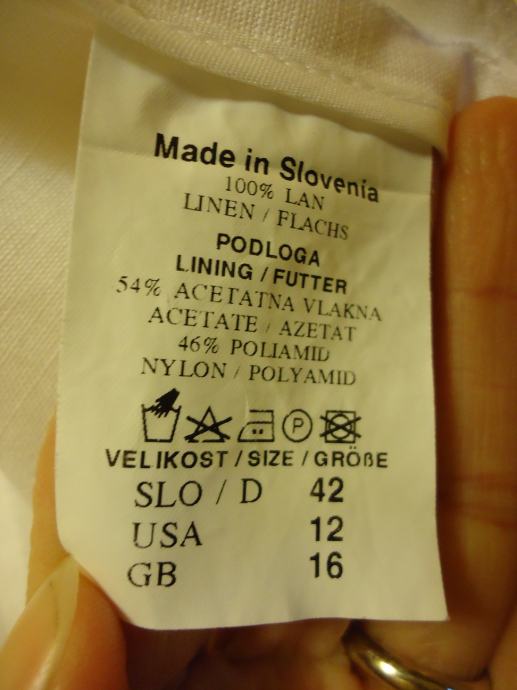 Made in Slovenia
100% LAN
LINEN / FLACHS
PODLOGA
LINING / FUTTER
54% ACETATNA VLAKNA
ACETATE / AZETAT
46% POLIAMID
NYLON / POLYAMID
P
VELIKOST / SIZE / GRÖßE
SLO / D 42
USA 12
GB 16